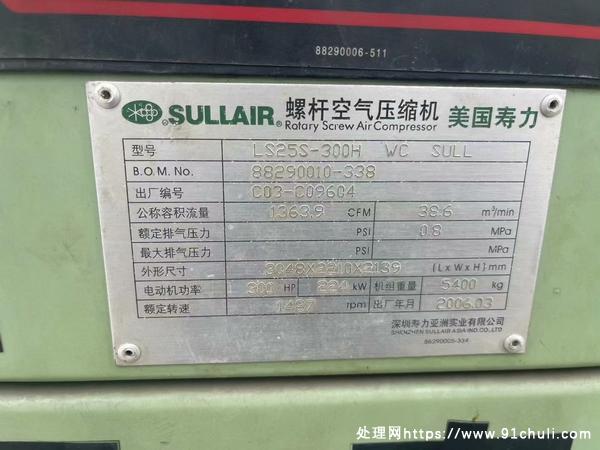 88290006-511
SULLAIR® 螺杆空气压缩机 美国寿力
Rotary Screw Air Compressor
型号 LS25S-300H WC SULL
B.O.M. No. 88290010-338
出厂编号 C03-C09604
公称容积流量 1363.9 CFM 38.6 m³/min
额定排气压力 PSI 0.8 MPa
最大排气压力 PSI MPa
外形尺寸 3048X2210X2139 (LxWxH)mm
电动机功率 300 HP 224 kW 机组重量 5400 kg
额定转速 1487 rpm 出厂年月 2006.03
深圳寿力亚洲实业有限公司
SHENZHEN SULLAIR ASIA IND.CO.,LTD
88290005-334
处理网https://www.91chuli.com